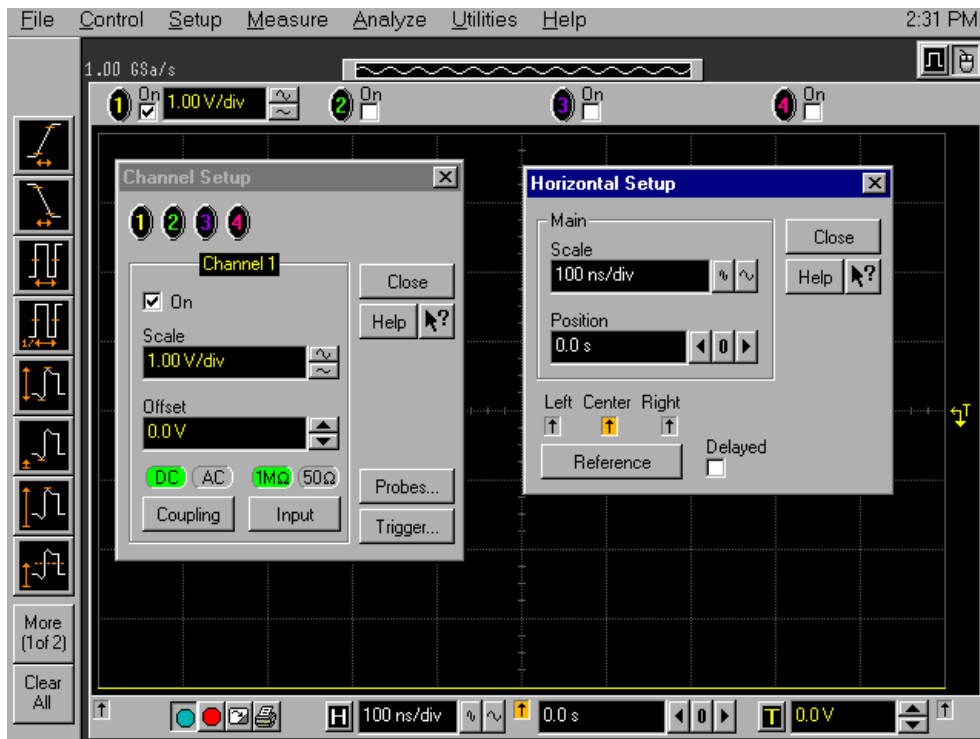 File Control Setup Measure Analyze Utilities Help 2:31 PM
1.00 GSa/s
1 On 1.00 V/div 2 On 3 On 4 On
Channel Setup
1 2 3 4
Channel 1
On
Scale
1.00 V/div
Offset
0.0 V
DC AC 1MΩ 50Ω
Coupling Input
Close
Help ?
Probes...
Trigger...
Horizontal Setup
Main
Scale
100 ns/div
Position
0.0 s
0
Close
Help ?
Left Center Right
Reference
Delayed
T
More
(1 of 2)
Clear
All
H 100 ns/div 0.0 s 0 T 0.0 V